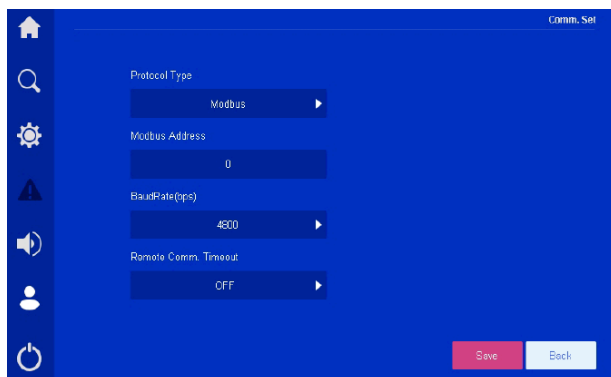 Comm. Set
Protocol Type
Modbus
Modbus Address
0
BaudRate(bps)
4800
Remote Comm. Timeout
OFF
Save
Back